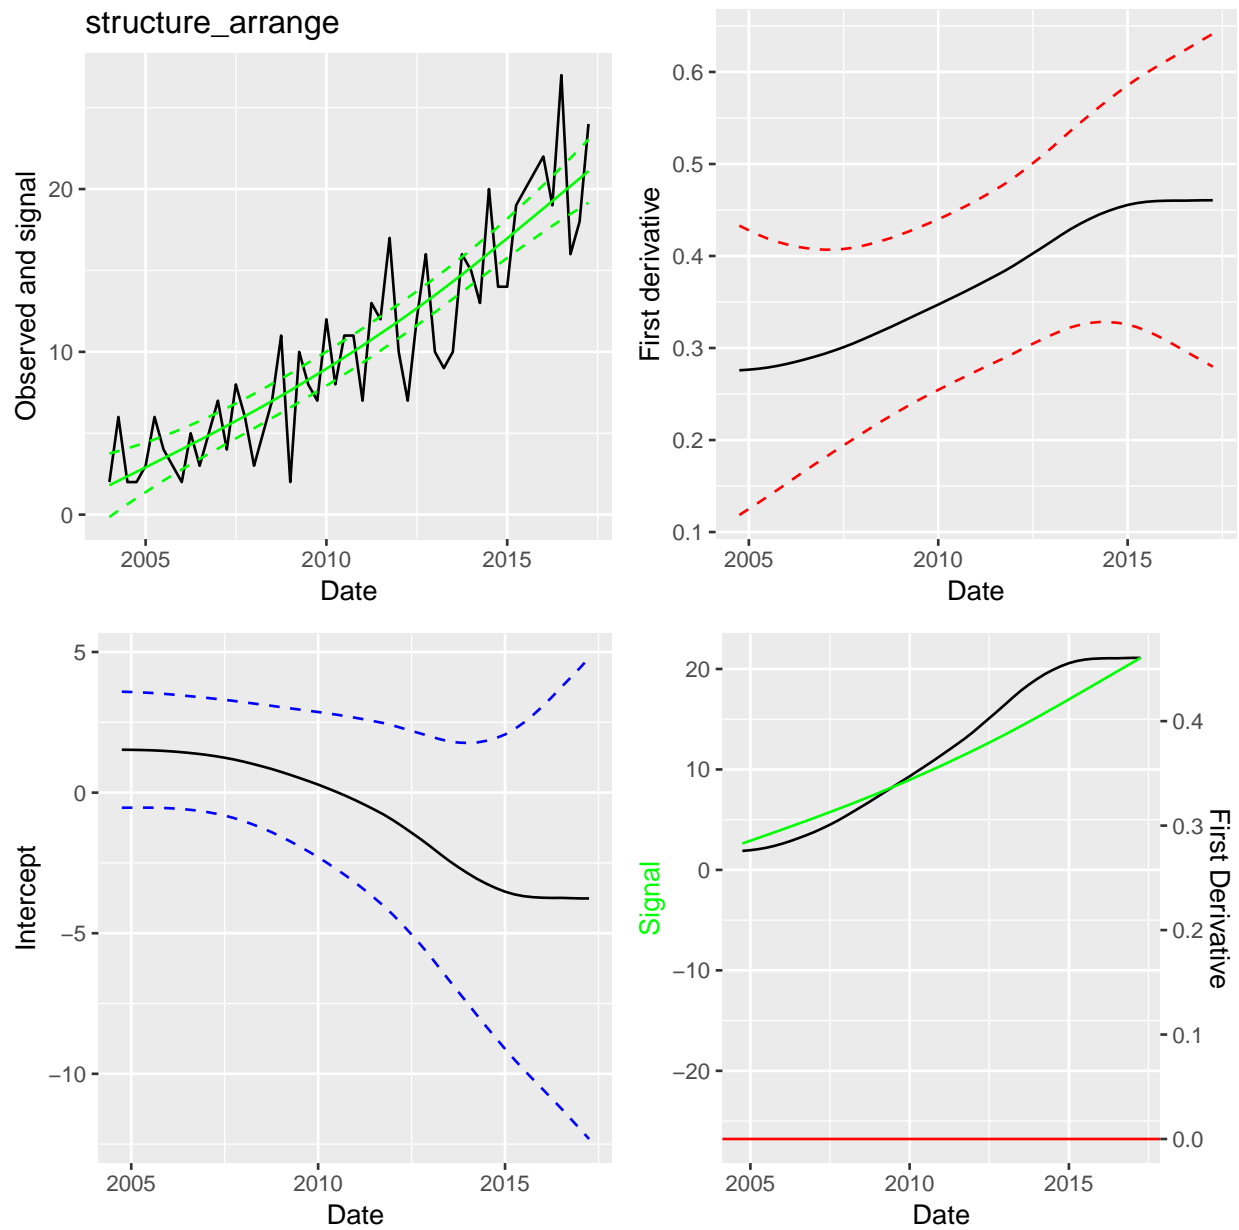 structure_arrange
Observed and signal
20
10
0
2005 2010 2015
Date
First derivative
0.6
0.5
0.4
0.3
0.2
0.1
2005 2010 2015
Date
Intercept
5
0
−5
−10
2005 2010 2015
Date
Signal
20
10
0
−10
−20
First Derivative
0.4
0.3
0.2
0.1
0.0
2005 2010 2015
Date